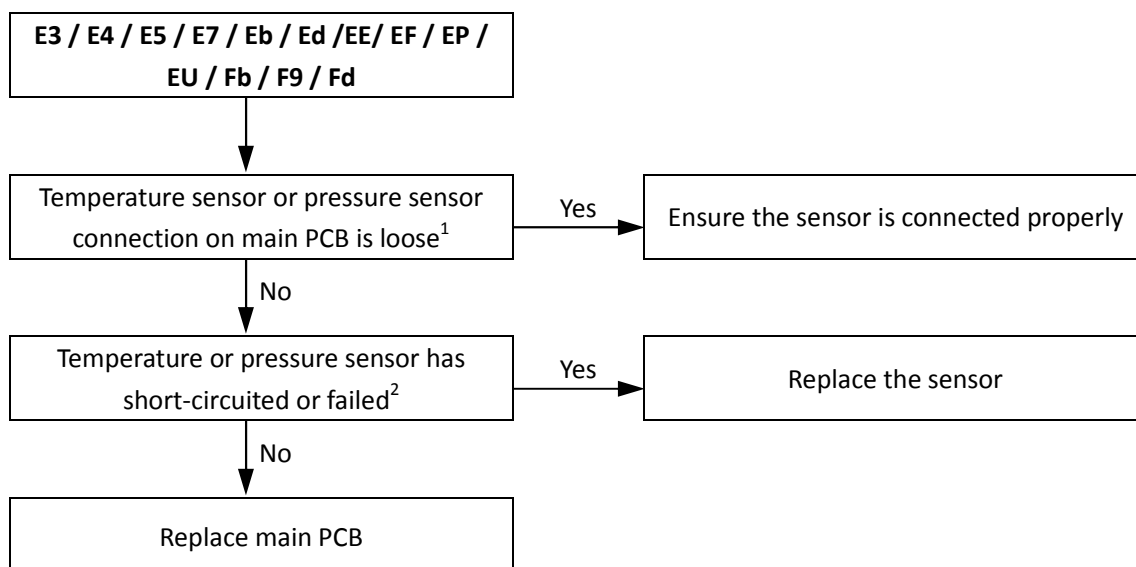 E3 / E4 / E5 / E7 / Eb / Ed /EE/ EF / EP /
EU / Fb / F9 / Fd
Temperature sensor or pressure sensor
connection on main PCB is loose¹
Yes
Ensure the sensor is connected properly
No
Temperature or pressure sensor has
short-circuited or failed²
Yes
Replace the sensor
No
Replace main PCB